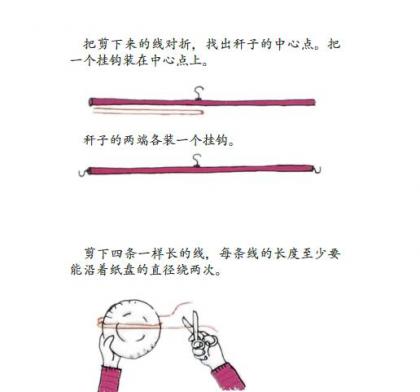 把剪下来的线对折，找出秤子的中心点。把
一个挂钩装在中心点上。
秤子的两端各装一个挂钩。
剪下四条一样长的线，每条线的长度至少要
能沿着纸盘的直径绕两次。